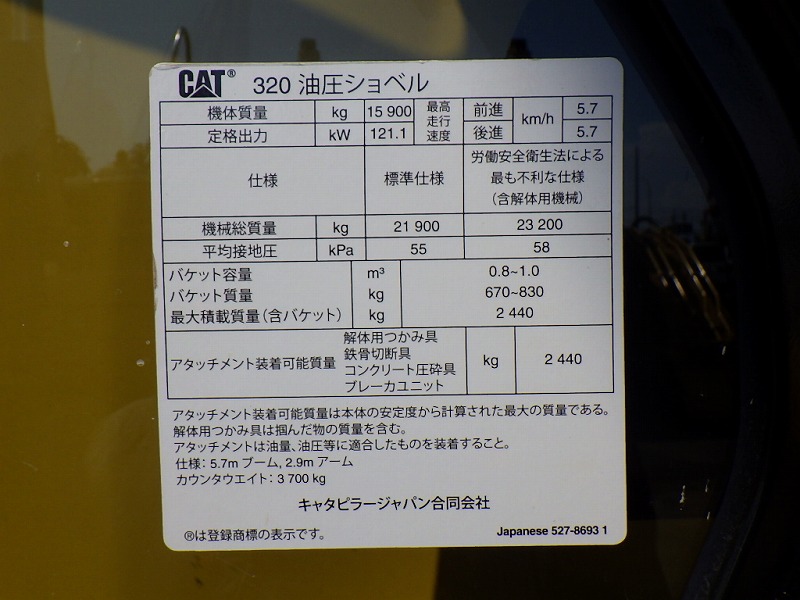 CAT® 320 油圧ショベル
機体質量 kg 15 900 最高走行速度 前進 km/h 5.7
定格出力 kW 121.1 後進 5.7
仕様 標準仕様 労働安全衛生法による
最も不利な仕様
(含解体用機械)
機械総質量 kg 21 900 23 200
平均接地圧 kPa 55 58
バケット容量 m³ 0.8~1.0
バケット質量 kg 670~830
最大積載質量(含バケット) kg 2 440
アタッチメント装着可能質量 解体用つかみ具 kg 2 440
鉄骨切断具
コンクリート圧砕具
ブレーカユニット
アタッチメント装着可能質量は本体の安定度から計算された最大の質量である。
解体用つかみ具は掴んだ物の質量を含む。
アタッチメントは油量、油圧等に適合したものを装着すること。
仕様: 5.7m ブーム, 2.9m アーム
カウンタウエイト: 3 700 kg
キャタピラージャパン合同会社
®は登録商標の表示です。 Japanese 527-8693 1